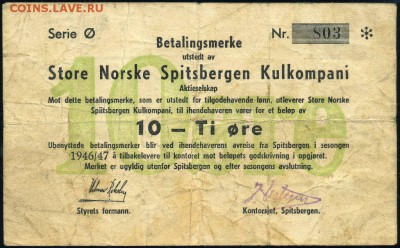 COINS.LAVE.RU
Serie Ø
Nr. 803 *
Betalingsmerke
utstedt av
Store Norske Spitsbergen Kulkompani
Aktieselskap
Mot dette betalingsmerke, som er utstedt for tilgodehavende lønn, utleverer Store Norske
Spitsbergen Kulkompani, til ihendehaveren varer for et beløp av
10 — Ti øre
10 øre
Ubenyttede betalingsmerker blir ved ihendehaverens avreise fra Spitsbergen i sesongen
1946/47 å tilbakelevere til kontoret mot beløpets godskrivning i oppgjøret.
Merket er ugyldig utenfor Spitsbergen og efter sesongens avslutning.
Styrets formann.
Kontorsjef, Spitsbergen.